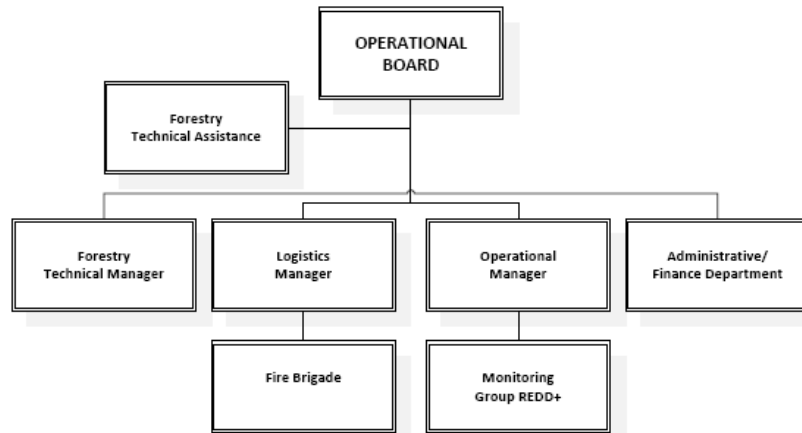 OPERATIONAL
BOARD
Forestry
Technical Assistance
Forestry
Technical Manager
Logistics
Manager
Operational
Manager
Administrative/
Finance Department
Fire Brigade
Monitoring
Group REDD+